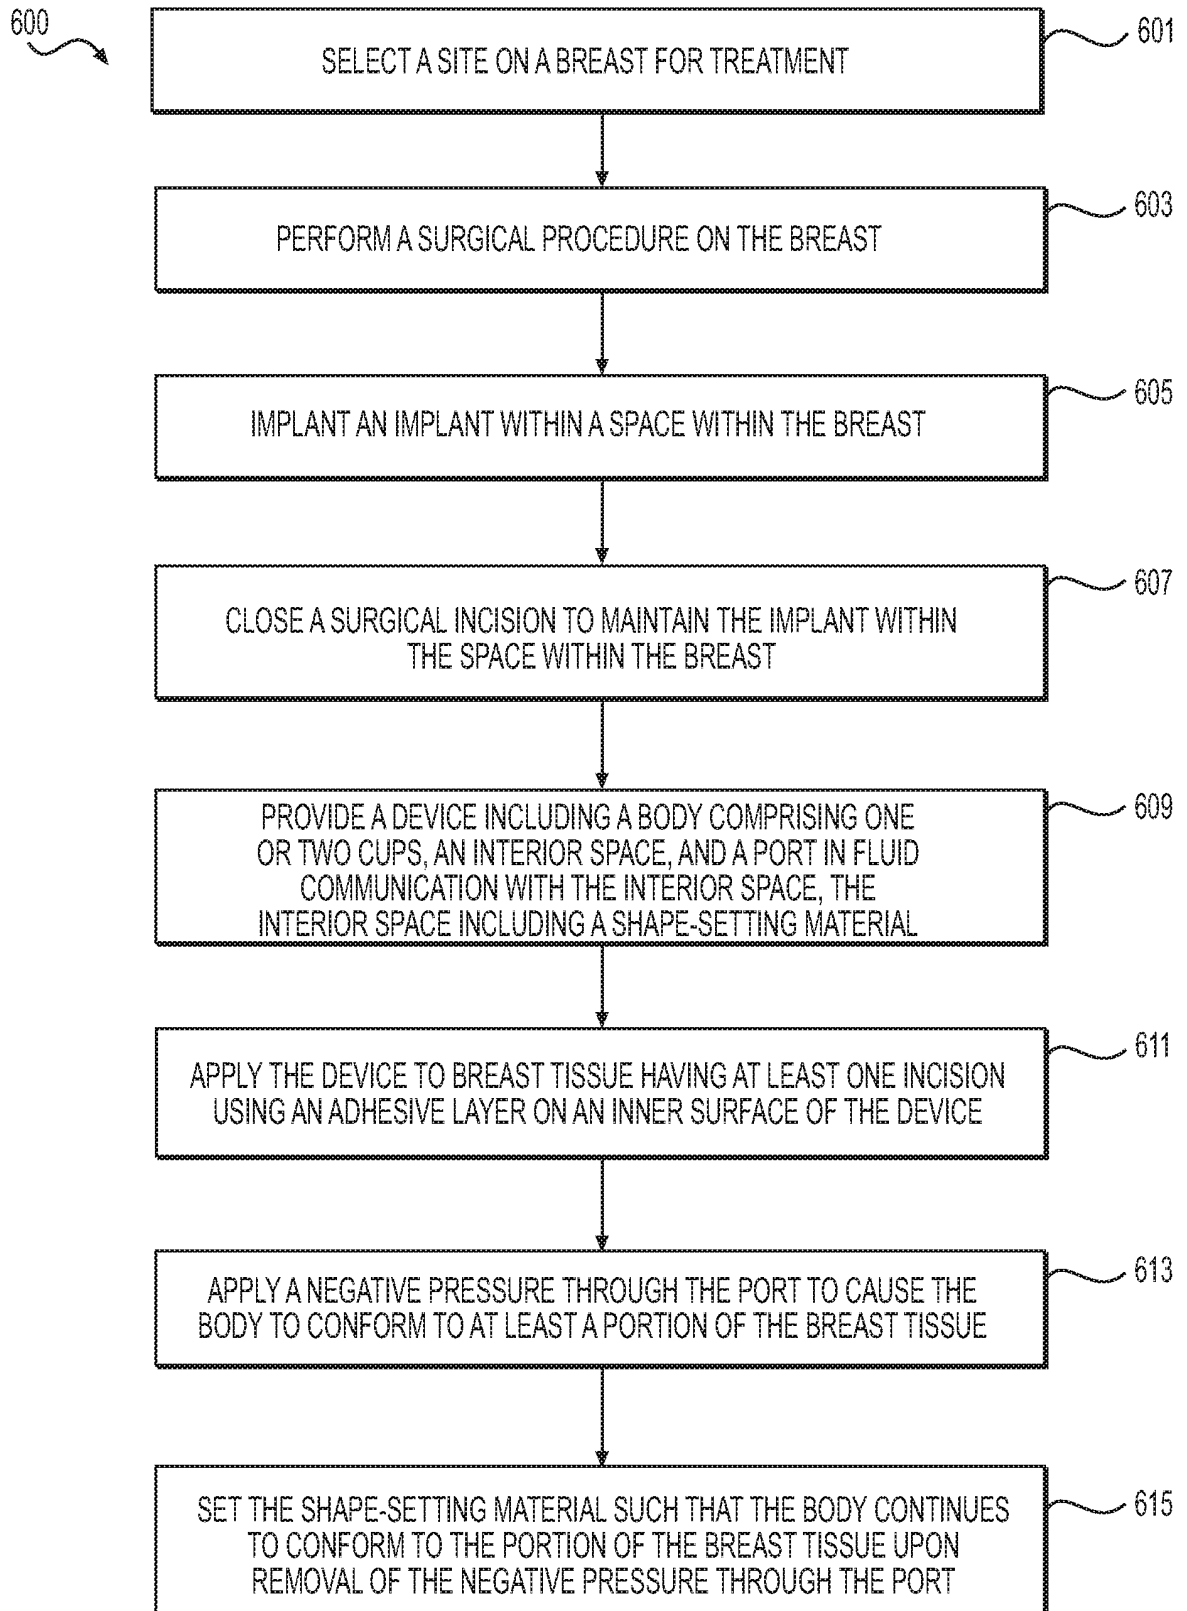 600
601
SELECT A SITE ON A BREAST FOR TREATMENT
603
PERFORM A SURGICAL PROCEDURE ON THE BREAST
605
IMPLANT AN IMPLANT WITHIN A SPACE WITHIN THE BREAST
607
CLOSE A SURGICAL INCISION TO MAINTAIN THE IMPLANT WITHIN
THE SPACE WITHIN THE BREAST
609
PROVIDE A DEVICE INCLUDING A BODY COMPRISING ONE
OR TWO CUPS, AN INTERIOR SPACE, AND A PORT IN FLUID
COMMUNICATION WITH THE INTERIOR SPACE, THE
INTERIOR SPACE INCLUDING A SHAPE-SETTING MATERIAL
611
APPLY THE DEVICE TO BREAST TISSUE HAVING AT LEAST ONE INCISION
USING AN ADHESIVE LAYER ON AN INNER SURFACE OF THE DEVICE
613
APPLY A NEGATIVE PRESSURE THROUGH THE PORT TO CAUSE THE
BODY TO CONFORM TO AT LEAST A PORTION OF THE BREAST TISSUE
615
SET THE SHAPE-SETTING MATERIAL SUCH THAT THE BODY CONTINUES
TO CONFORM TO THE PORTION OF THE BREAST TISSUE UPON
REMOVAL OF THE NEGATIVE PRESSURE THROUGH THE PORT